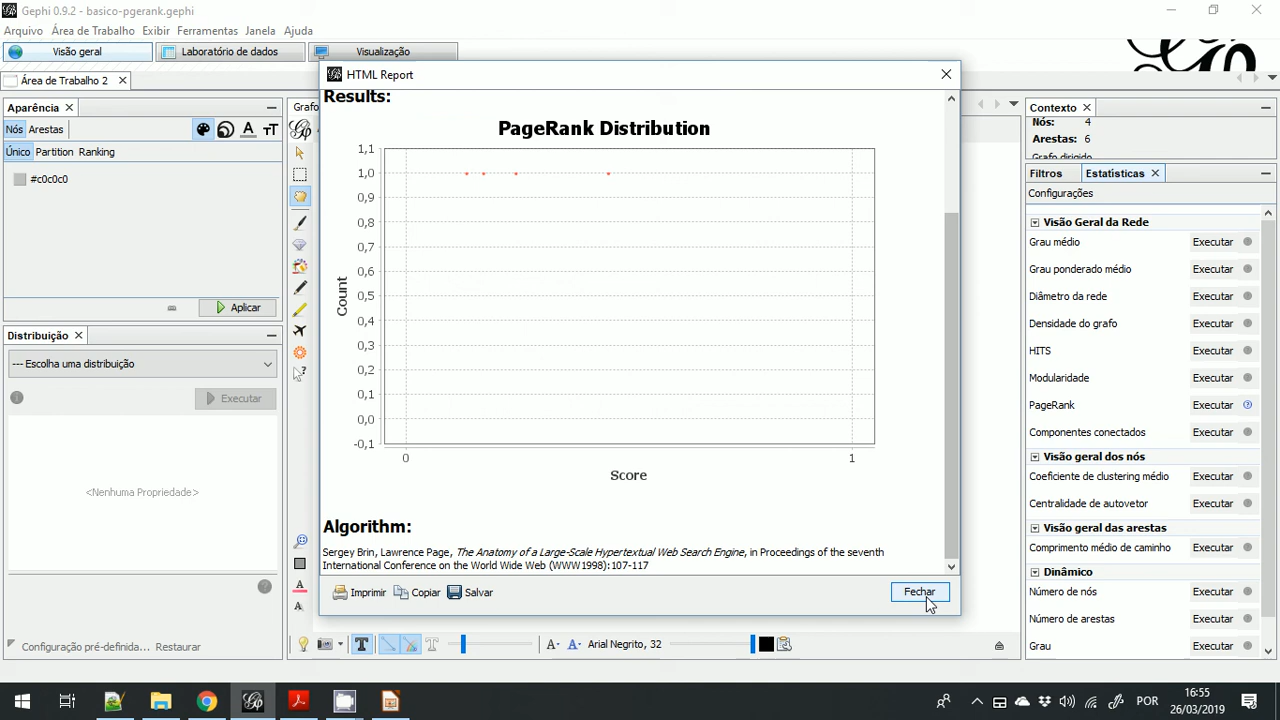 Gephi 0.9.2 - basico-pgerank.gephi
Arquivo Área de Trabalho Exibir Ferramentas Janela Ajuda
Visão geral Laboratório de dados Visualização
Área de Trabalho 2
Aparência
Nós Arestas
Único Partition Ranking
#c0c0c0
Aplicar
Distribuição
--- Escolha uma distribuição
Executar
<Nenhuma Propriedade>
Configuração pré-definida... Restaurar
Grafo
HTML Report
Results:
PageRank Distribution
1,1
1,0
0,9
0,8
0,7
0,6
0,5
0,4
0,3
0,2
0,1
0,0
-0,1
Count
0 1
Score
Algorithm:
Sergey Brin, Lawrence Page, The Anatomy of a Large-Scale Hypertextual Web Search Engine, in Proceedings of the seventh
International Conference on the World Wide Web (WWW1998):107-117
Imprimir Copiar Salvar Fechar
Arial Negrito, 32
Contexto
Nós: 4
Arestas: 6
Grafo dirigido
Filtros Estatísticas
Configurações
Visão Geral da Rede
Grau médio Executar
Grau ponderado médio Executar
Diâmetro da rede Executar
Densidade do grafo Executar
HITS Executar
Modularidade Executar
PageRank Executar
Componentes conectados Executar
Visão geral dos nós
Coeficiente de clustering médio Executar
Centralidade de autovetor Executar
Visão geral das arestas
Comprimento médio de caminho Executar
Dinâmico
Número de nós Executar
Número de arestas Executar
Grau Executar
POR
16:55
26/03/2019